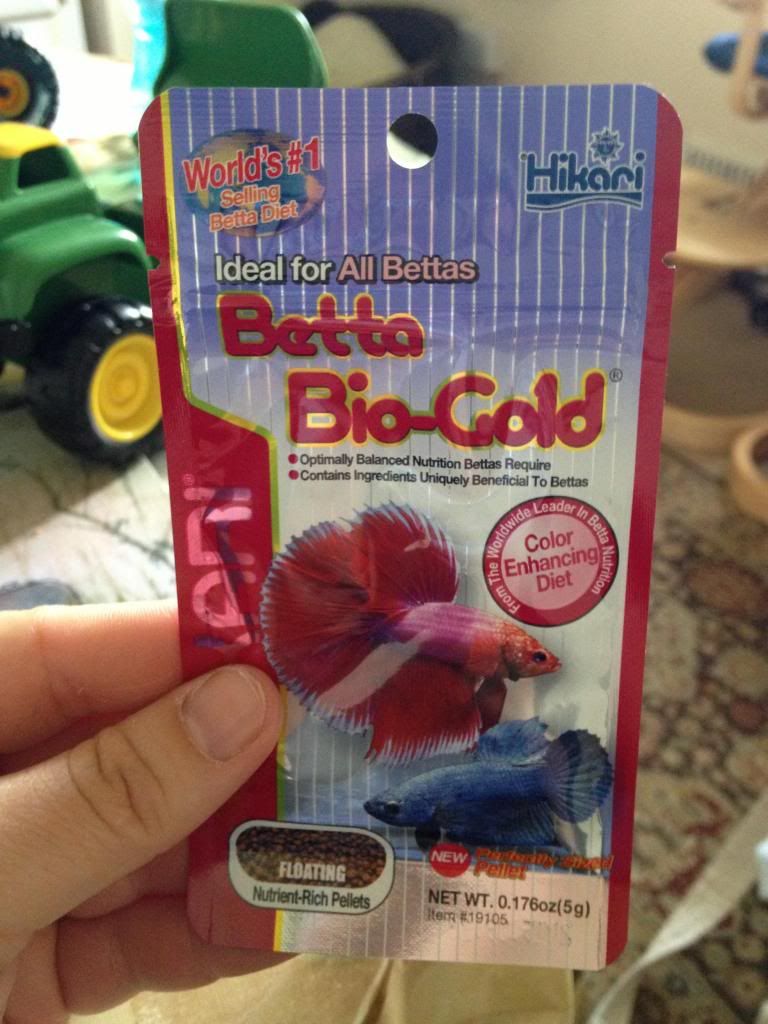 World's #1
Selling
Betta Diet
Hikari
Ideal for All Bettas
Betta
Bio-Gold®
Optimally Balanced Nutrition Bettas Require
Contains Ingredients Uniquely Beneficial To Bettas
From The Worldwide Leader In Betta Nutrition
Color
Enhancing
Diet
FLOATING
Nutrient-Rich Pellets
NEW
Perfectly Sized
Pellet
NET WT. 0.176oz(5g)
Item #19105